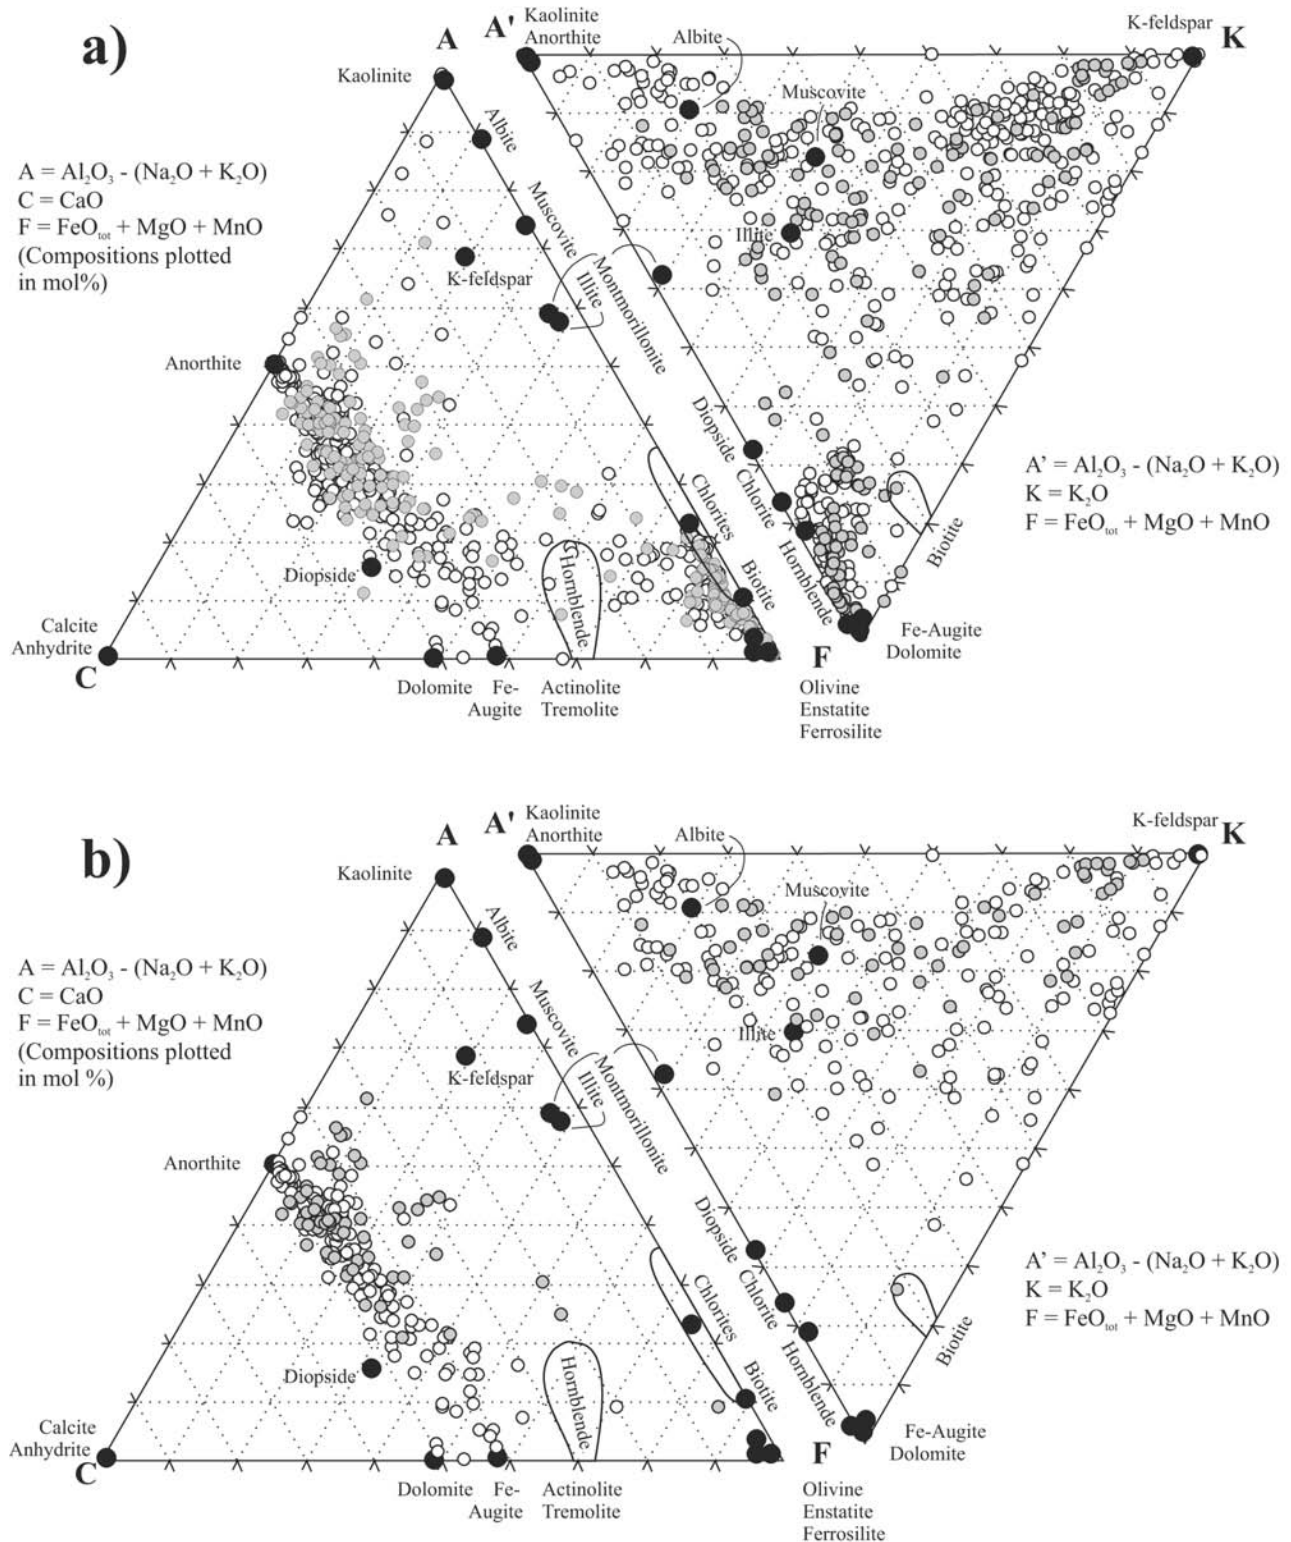 a)
A
A'
Kaolinite
Anorthite
Albite
K-feldspar
K
Kaolinite
Albite
Muscovite
A = Al₂O₃ - (Na₂O + K₂O)
C = CaO
F = FeOtot + MgO + MnO
(Compositions plotted
in mol%)
Muscovite
K-feldspar
Illite
Montmorillonite
Illite
Anorthite
Diopside
Chlorite
Hornblende
Chlorites
Biotite
Biotite
A’ = Al₂O₃ - (Na₂O + K₂O)
K = K₂O
F = FeOtot + MgO + MnO
Diopside
Hornblende
Calcite
Anhydrite
C
F
Fe-Augite
Dolomite
Dolomite
Fe-
Augite
Actinolite
Tremolite
Olivine
Enstatite
Ferrosilite
b)
A
A'
Kaolinite
Anorthite
Albite
K-feldspar
K
Kaolinite
Albite
Muscovite
A = Al₂O₃ - (Na₂O + K₂O)
C = CaO
F = FeOtot + MgO + MnO
(Compositions plotted
in mol %)
Muscovite
K-feldspar
Illite
Montmorillonite
Illite
Anorthite
Diopside
Chlorite
Hornblende
Chlorites
Biotite
Biotite
A’ = Al₂O₃ - (Na₂O + K₂O)
K = K₂O
F = FeOtot + MgO + MnO
Diopside
Hornblende
Calcite
Anhydrite
C
F
Fe-Augite
Dolomite
Dolomite
Fe-
Augite
Actinolite
Tremolite
Olivine
Enstatite
Ferrosilite